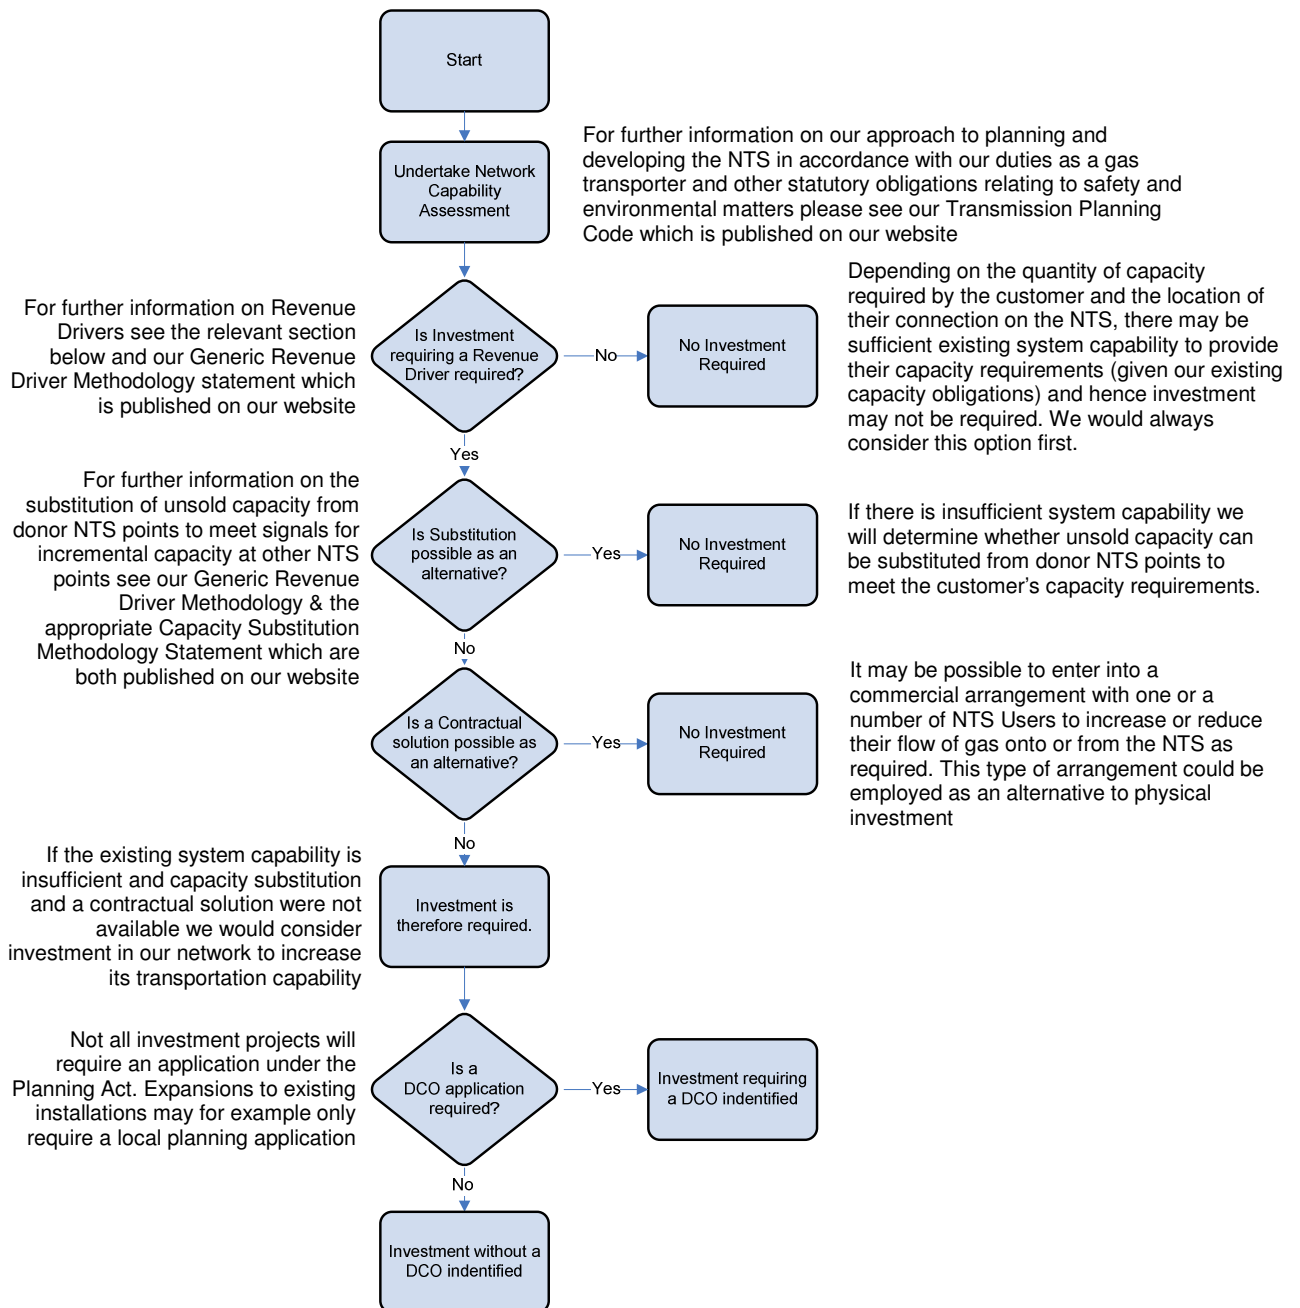 Start
Undertake Network
Capability
Assessment
For further information on our approach to planning and
developing the NTS in accordance with our duties as a gas
transporter and other statutory obligations relating to safety and
environmental matters please see our Transmission Planning
Code which is published on our website
For further information on Revenue
Drivers see the relevant section
below and our Generic Revenue
Driver Methodology statement which
is published on our website
Is Investment
requiring a Revenue
Driver required?
No
No Investment
Required
Depending on the quantity of capacity
required by the customer and the location of
their connection on the NTS, there may be
sufficient existing system capability to provide
their capacity requirements (given our existing
capacity obligations) and hence investment
may not be required. We would always
consider this option first.
Yes
For further information on the
substitution of unsold capacity from
donor NTS points to meet signals for
incremental capacity at other NTS
points see our Generic Revenue
Driver Methodology & the
appropriate Capacity Substitution
Methodology Statement which are
both published on our website
Is Substitution
possible as an
alternative?
Yes
No Investment
Required
If there is insufficient system capability we
will determine whether unsold capacity can
be substituted from donor NTS points to
meet the customer's capacity requirements.
No
Is a Contractual
solution possible as
an alternative?
Yes
No Investment
Required
It may be possible to enter into a
commercial arrangement with one or a
number of NTS Users to increase or reduce
their flow of gas onto or from the NTS as
required. This type of arrangement could be
employed as an alternative to physical
investment
No
If the existing system capability is
insufficient and capacity substitution
and a contractual solution were not
available we would consider
investment in our network to increase
its transportation capability
Investment is
therefore required.
Not all investment projects will
require an application under the
Planning Act. Expansions to existing
installations may for example only
require a local planning application
Is a
DCO application
required?
Yes
Investment requiring
a DCO indentified
No
Investment without a
DCO indentified